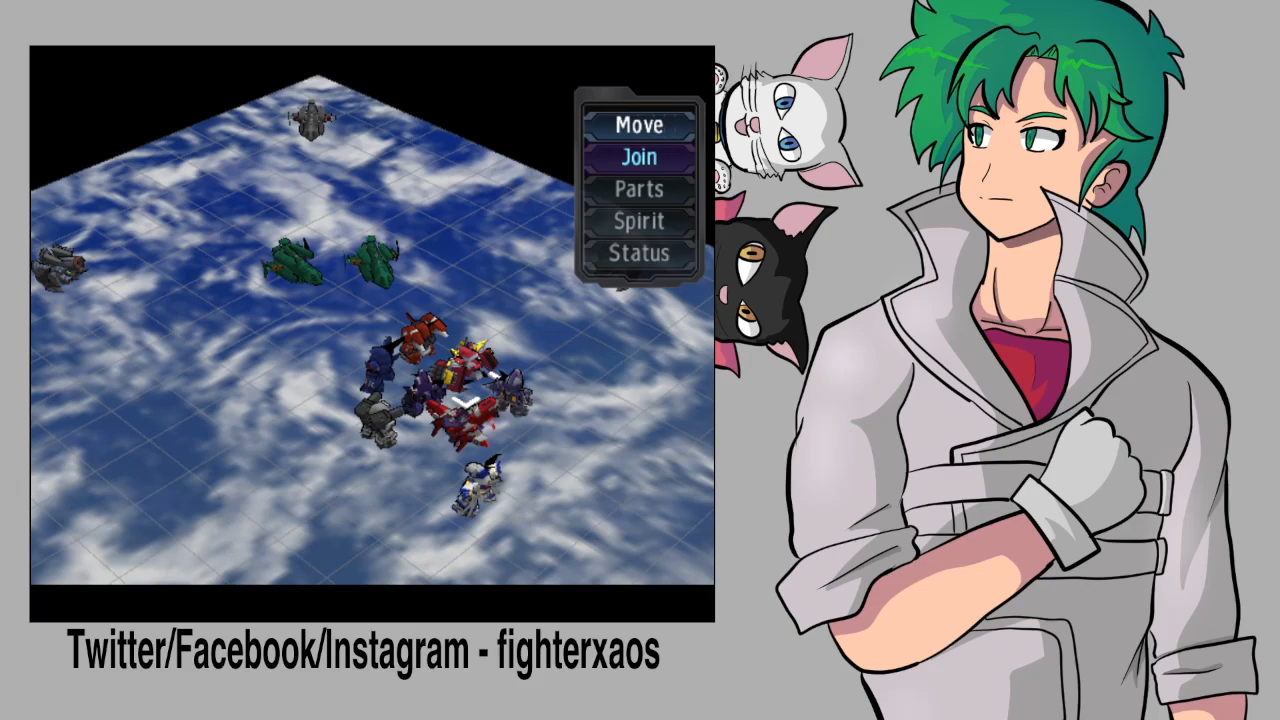 Move
Join
Parts
Spirit
Status
Twitter/Facebook/Instagram - fighterxaos